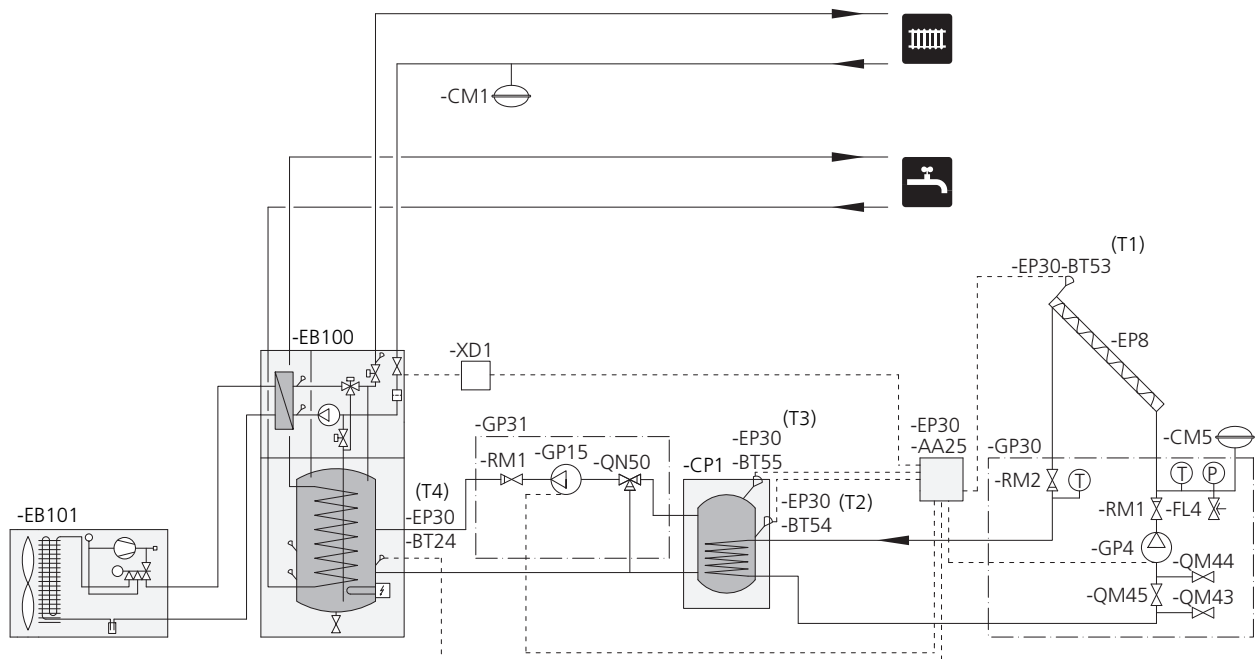 -CM1
(T1)
-EP30-BT53
-EB100
-XD1
-EP8
-GP31
(T3)
-EP30
-BT55
-EP30
-AA25
-GP30
-CM5
-RM1
-GP15
-QN50
-CP1
-RM2
T
T
P
-EP30
(T2)
-BT54
(T4)
-EP30
-BT24
-RM1
-FL4
-EB101
-GP4
-QM44
-QM45
-QM43